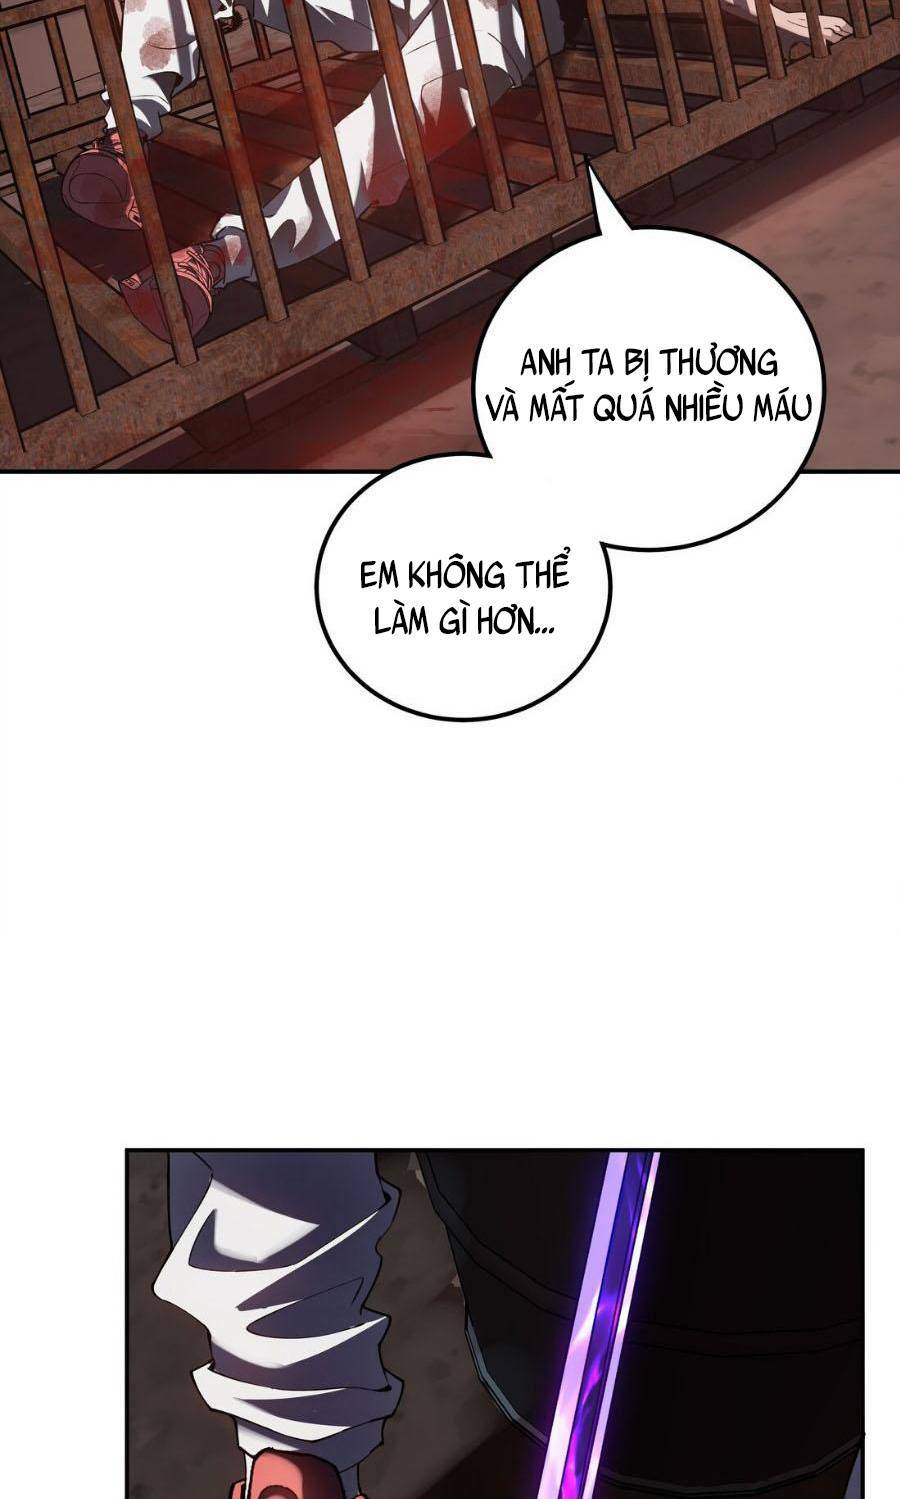 ANH TA BỊ THƯƠNG
VÀ MẤT QUÁ NHIỀU MÁU
EM KHÔNG THỂ
LÀM GÌ HƠN...